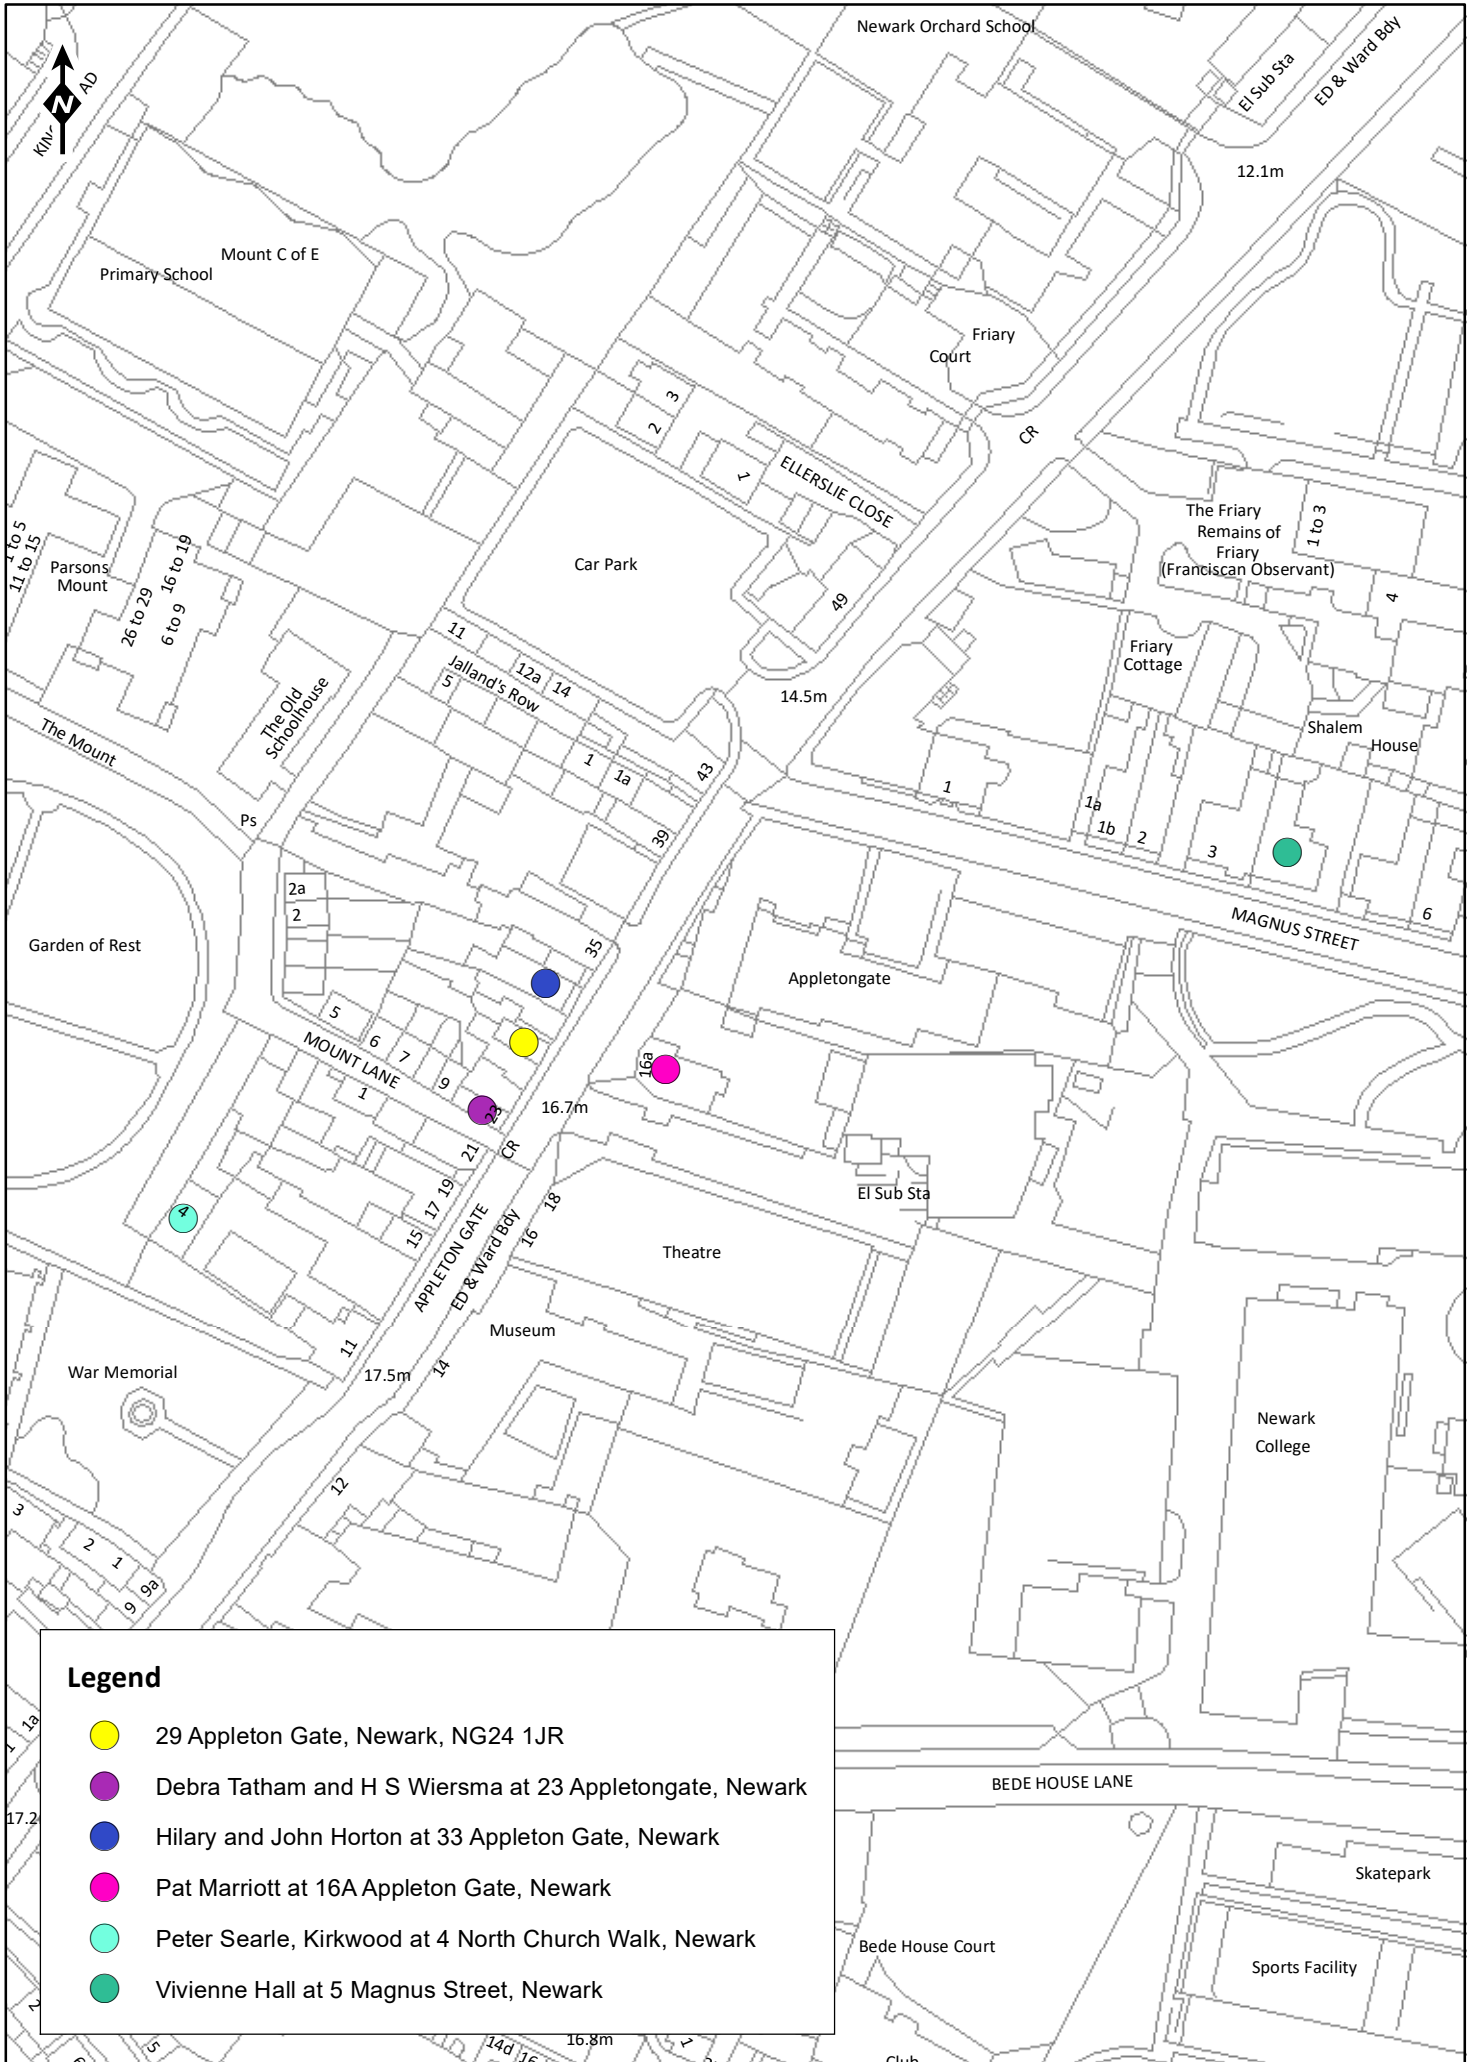 Newark Orchard School
El Sub Sta
ED & Ward Bdy
N
12.1m
Mount C of E
Primary School
Friary
Court
CR
3
2
1
ELLERSLIE CLOSE
The Friary
Remains of
Friary
(Franciscan Observant)
1 to 3
4
11 to 15
Parsons
Mount
16 to 19
26 to 29
6 to 9
Car Park
49
11
12a
14
Jalland's Row
5
Friary
Cottage
14.5m
The Old
Schoolhouse
The Mount
Shalem
House
1
1a
43
1
1a
1b
2
3
6
Ps
39
MAGNUS STREET
2a
2
Garden of Rest
35
Appletongate
5
6
7
9
MOUNT LANE
1
16a
16.7m
23
21
CR
19
17
15
18
16
El Sub Sta
4
APPLETON GATE
ED & Ward Bdy
Theatre
Museum
11
17.5m
14
War Memorial
Newark
College
12
3
2
1
9a
9
1a
1
Legend
29 Appleton Gate, Newark, NG24 1JR
Debra Tatham and H S Wiersma at 23 Appletongate, Newark
Hilary and John Horton at 33 Appleton Gate, Newark
Pat Marriott at 16A Appleton Gate, Newark
Peter Searle, Kirkwood at 4 North Church Walk, Newark
Vivienne Hall at 5 Magnus Street, Newark
BEDE HOUSE LANE
Skatepark
Bede House Court
Sports Facility
2
5
14d
16.8m
1
Club